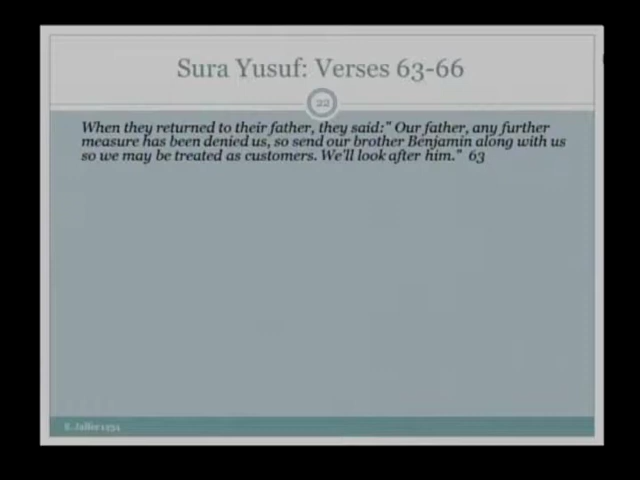 Sura Yusuf: Verses 63-66
22
When they returned to their father, they said:" Our father, any further
measure has been denied us, so send our brother Benjamin along with us
so we may be treated as customers. We'll look after him." 63